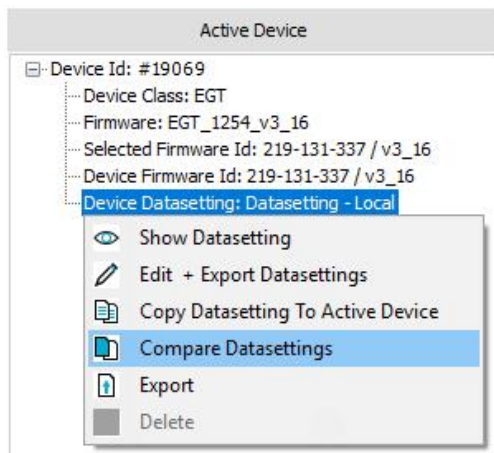 Active Device
Device Id: #19069
Device Class: EGT
Firmware: EGT_1254_v3_16
Selected Firmware Id: 219-131-337 / v3_16
Device Firmware Id: 219-131-337 / v3_16
Device Datasetting: Datasetting - Local
Show Datasetting
Edit + Export Datasettings
Copy Datasetting To Active Device
Compare Datasettings
Export
Delete